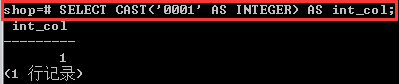 shop=# SELECT CAST('0001' AS INTEGER) AS int_col;
int_col
---------
1
(1 行记录)